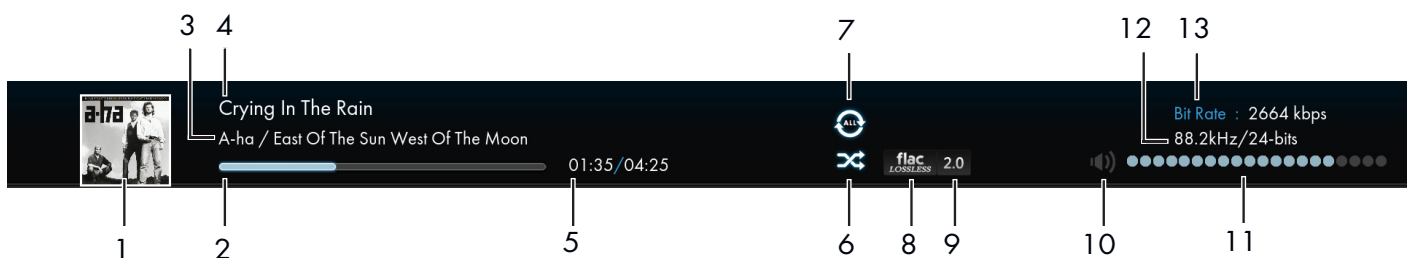 3 4 7 12 13
a-ha
Crying In The Rain
A-ha / East Of The Sun West Of The Moon
01:35/04:25
ALL
flac
LOSSLESS
2.0
Bit Rate : 2664 kbps
88.2kHz/24-bits
1 2 5 6 8 9 10 11